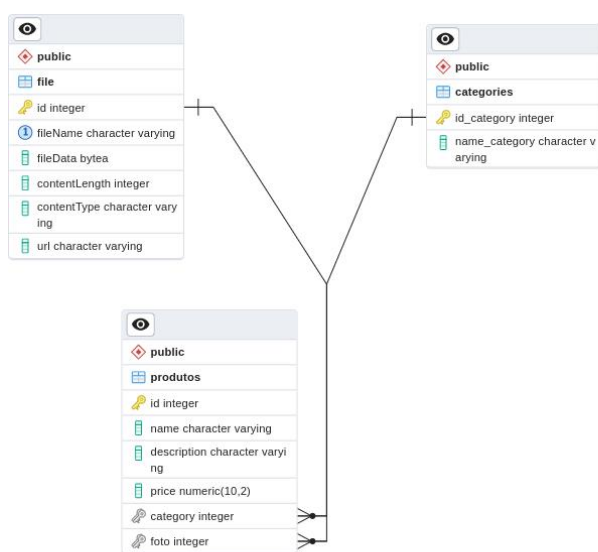 public
file
id integer
1 fileName character varying
fileData bytea
contentLength integer
contentType character vary
ing
url character varying
public
categories
id_category integer
name_category character v
arying
public
produtos
id integer
name character varying
description character varyi
ng
price numeric(10,2)
category integer
foto integer